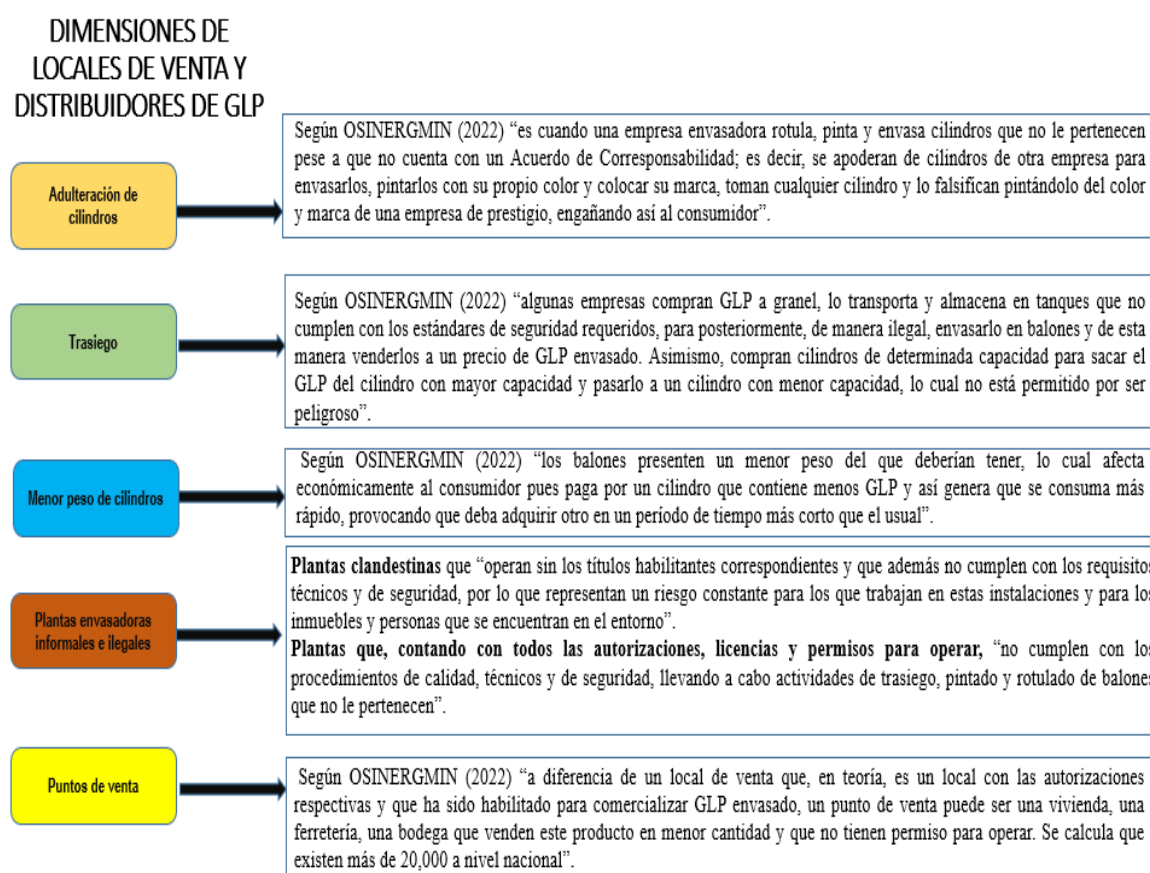 DIMENSIONES DE
LOCALES DE VENTA Y
DISTRIBUIDORES DE GLP
Adulteración de
cilindros
Según OSINERGMIN (2022) “es cuando una empresa envasadora rotula, pinta y envasa cilindros que no le pertenecen
pese a que no cuenta con un Acuerdo de Corresponsabilidad; es decir, se apoderan de cilindros de otra empresa para
envasarlos, pintarlos con su propio color y colocar su marca, toman cualquier cilindro y lo falsifican pintándolo del color
y marca de una empresa de prestigio, engañando así al consumidor”.
Trasiego
Según OSINERGMIN (2022) “algunas empresas compran GLP a granel, lo transporta y almacena en tanques que no
cumplen con los estándares de seguridad requeridos, para posteriormente, de manera ilegal, envasarlo en balones y de esta
manera venderlos a un precio de GLP envasado. Asimismo, compran cilindros de determinada capacidad para sacar el
GLP del cilindro con mayor capacidad y pasarlo a un cilindro con menor capacidad, lo cual no está permitido por ser
peligroso”.
Menor peso de cilindros
Según OSINERGMIN (2022) “los balones presenten un menor peso del que deberían tener, lo cual afecta
económicamente al consumidor pues paga por un cilindro que contiene menos GLP y así genera que se consuma más
rápido, provocando que deba adquirir otro en un período de tiempo más corto que el usual”.
Plantas envasadoras
informales e ilegales
Plantas clandestinas que “operan sin los títulos habilitantes correspondientes y que además no cumplen con los requisitos
técnicos y de seguridad, por lo que representan un riesgo constante para los que trabajan en estas instalaciones y para los
inmuebles y personas que se encuentran en el entorno”.
Plantas que, contando con todos las autorizaciones, licencias y permisos para operar, “no cumplen con los
procedimientos de calidad, técnicos y de seguridad, llevando a cabo actividades de trasiego, pintado y rotulado de balones
que no le pertenecen”.
Puntos de venta
Según OSINERGMIN (2022) “a diferencia de un local de venta que, en teoría, es un local con las autorizaciones
respectivas y que ha sido habilitado para comercializar GLP envasado, un punto de venta puede ser una vivienda, una
ferretería, una bodega que venden este producto en menor cantidad y que no tienen permiso para operar. Se calcula que
existen más de 20,000 a nivel nacional”.